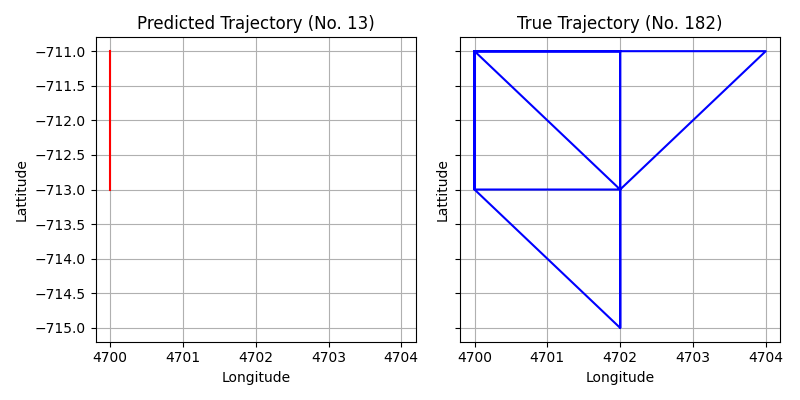 Predicted Trajectory (No. 13)
True Trajectory (No. 182)
−711.0
−711.5
−712.0
−712.5
−713.0
−713.5
−714.0
−714.5
−715.0
Lattitude
Lattitude
4700 4701 4702 4703 4704
4700 4701 4702 4703 4704
Longitude
Longitude